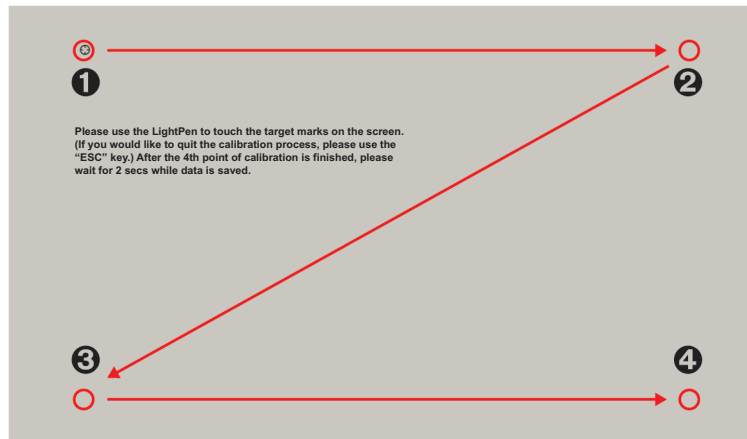 1
2
Please use the LightPen to touch the target marks on the screen.
(If you would like to quit the calibration process, please use the
“ESC” key.) After the 4th point of calibration is finished, please
wait for 2 secs while data is saved.
3
4